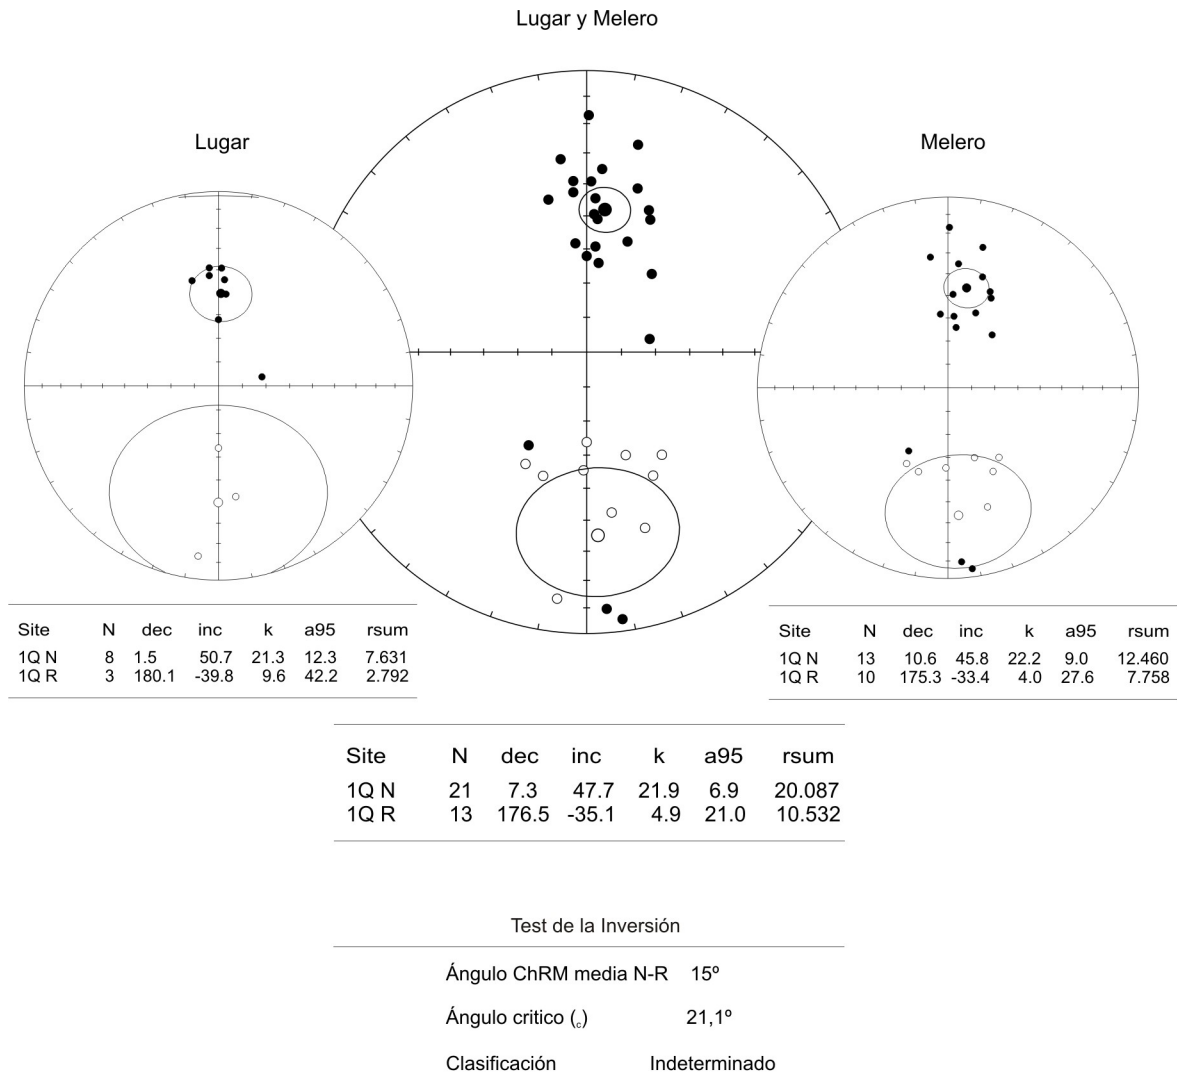 Lugar y Melero
Lugar
Melero
Site N dec inc k a95 rsum
1Q N 8 1.5 50.7 21.3 12.3 7.631
1Q R 3 180.1 -39.8 9.6 42.2 2.792
Site N dec inc k a95 rsum
1Q N 13 10.6 45.8 22.2 9.0 12.460
1Q R 10 175.3 -33.4 4.0 27.6 7.758
Site N dec inc k a95 rsum
1Q N 21 7.3 47.7 21.9 6.9 20.087
1Q R 13 176.5 -35.1 4.9 21.0 10.532
Test de la Inversión
Ángulo ChRM media N-R 15º
Ángulo critico (c) 21,1º
Clasificación Indeterminado